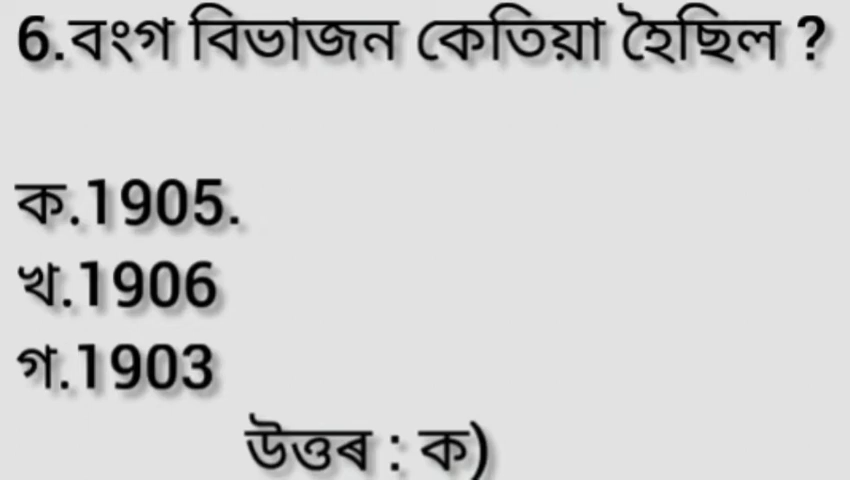 6.বংগ বিভাজন কেতিয়া হৈছিল ?
ক.1905.
খ.1906
গ.1903
উত্তৰ : ক)